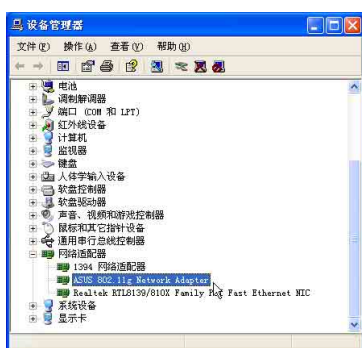 设备管理器
文件(F) 操作(A) 查看(V) 帮助(H)
电池
调制解调器
端口 (COM 和 LPT)
红外线设备
计算机
监视器
键盘
人体学输入设备
软盘控制器
软盘驱动器
声音、视频和游戏控制器
鼠标和其它指针设备
通用串行总线控制器
网络适配器
1394 网络适配器
ASUS 802.11g Network Adapter
Realtek RTL8139/810X Family Fast Ethernet NIC
系统设备
显示卡